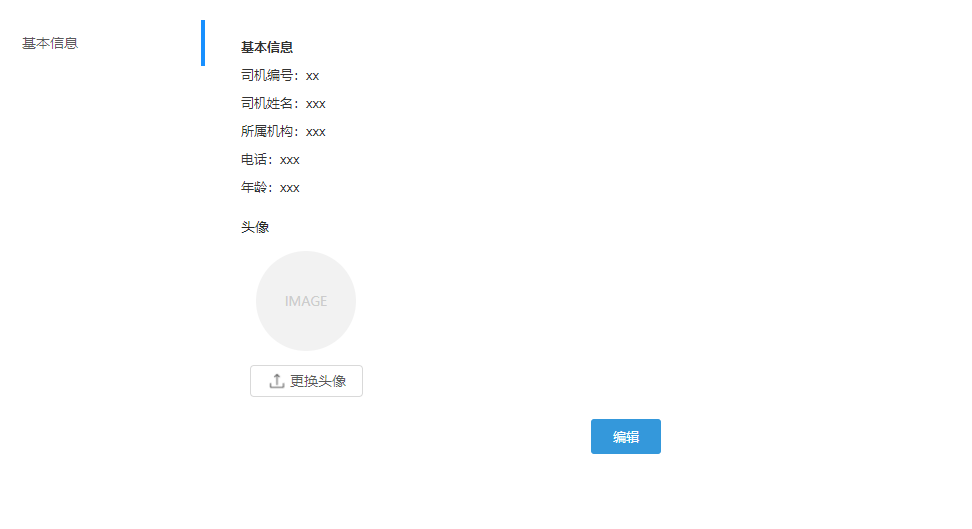 基本信息
基本信息
司机编号：xx
司机姓名：xxx
所属机构：xxx
电话：xxx
年龄：xxx
头像
IMAGE
更换头像
编辑